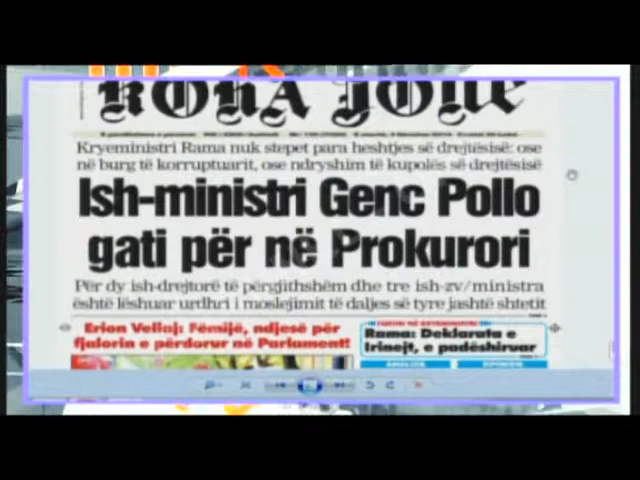 KOHA JONË
Kryeministri Rama nuk stepet para heshtjes së drejtësisë: ose
në burg të korruptuarit, ose ndryshim të kupolës së drejtësisë
Ish-ministri Genc Pollo
gati për në Prokurori
Për dy ish-drejtorë të përgjithshëm dhe tre ish-zv/ministra
është lëshuar urdhri i moslejimit të daljes së tyre jashtë shtetit
Erion Veliaj: Fëmijë, ndjesë për
fjalorin e përdorur në Parlament!
Rama: Deklarata e
Irinejt, e padëshiruar